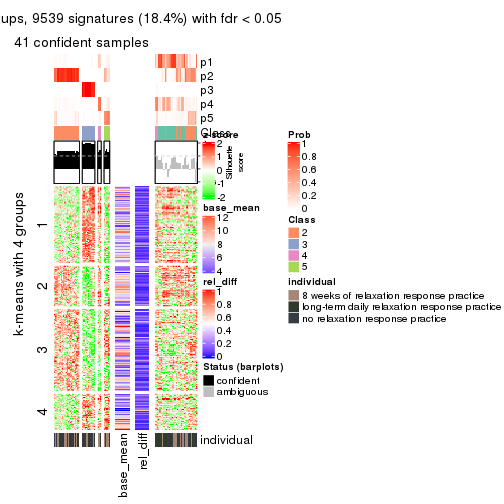 ups, 9539 signatures (18.4%) with fdr < 0.05
41 confident samples
p1
p2
p3
p4
p5
Class
k-means with 4 groups
1
2
3
4
Silhouette
score
z-score
2
1
0
-1
-2
base_mean
12
10
8
6
4
rel_diff
1
0.8
0.6
0.4
0.2
0
Status (barplots)
confident
ambiguous
Prob
1
0.8
0.6
0.4
0.2
0
Class
2
3
4
5
individual
8 weeks of relaxation response practice
long-term daily relaxation response practice
no relaxation response practice
individual
base_mean
rel_diff